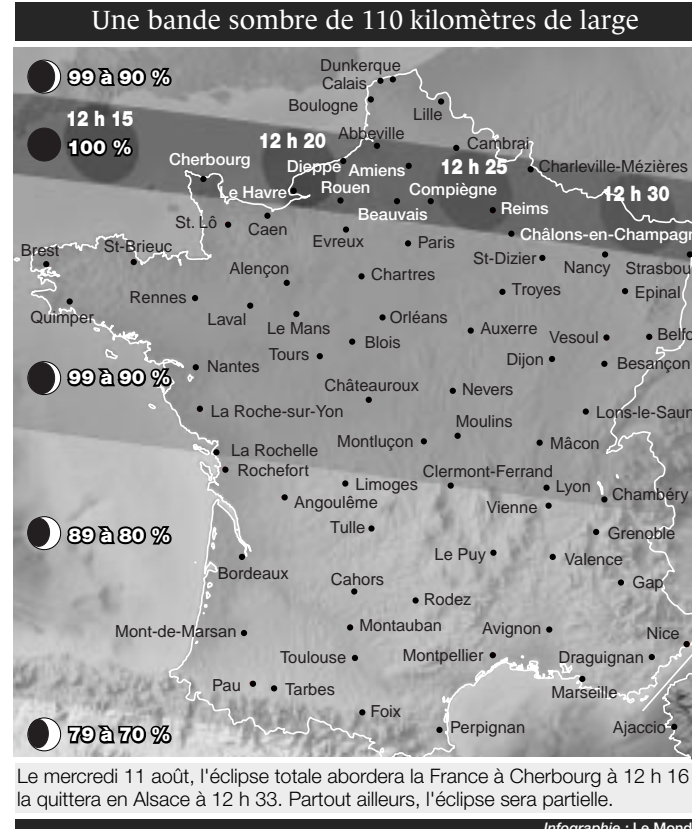 Une bande sombre de 110 kilomètres de large
Dunkerque
99 à 90 %
Calais
Boulogne
Lille
12 h 15
Abbeville
12 h 20
Cambrai
100 %
Cherbourg
Dieppe
Amiens
12 h 25
Charleville-Mézières
Le Havre
Rouen
Compiègne
12 h 30
Beauvais
Reims
St. Lô
Caen
Evreux
Paris
Châlons-en-Champagn
Brest
St-Brieuc
St-Dizier
Alençon
Chartres
Nancy
Strasbou
Rennes
Troyes
Epinal
Quimper
Laval
Le Mans
Orléans
Auxerre
Blois
Vesoul
Belfo
Tours
Dijon
Besançon
Nantes
99 à 90 %
Châteauroux
Nevers
La Roche-sur-Yon
Moulins
Lons-le-Saun
Montluçon
Mâcon
La Rochelle
Rochefort
Clermont-Ferrand
Limoges
Lyon
Chambéry
Angoulême
Vienne
Tulle
89 à 80 %
Grenoble
Le Puy
Valence
Bordeaux
Cahors
Gap
Rodez
Mont-de-Marsan
Montauban
Avignon
Nice
Toulouse
Montpellier
Draguignan
Pau
Tarbes
Marseille
Foix
79 à 70 %
Perpignan
Ajaccio
Le mercredi 11 août, l'éclipse totale abordera la France à Cherbourg à 12 h 16
la quittera en Alsace à 12 h 33. Partout ailleurs, l'éclipse sera partielle.
Infographie : Le Mond